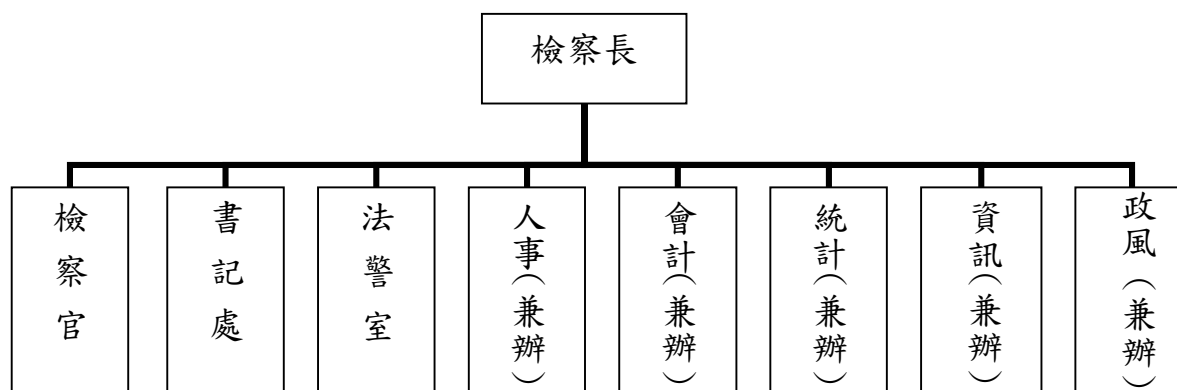 檢察長
檢察官
書記處
法警室
人事(兼辦)
會計(兼辦)
統計(兼辦)
資訊(兼辦)
政風(兼辦)